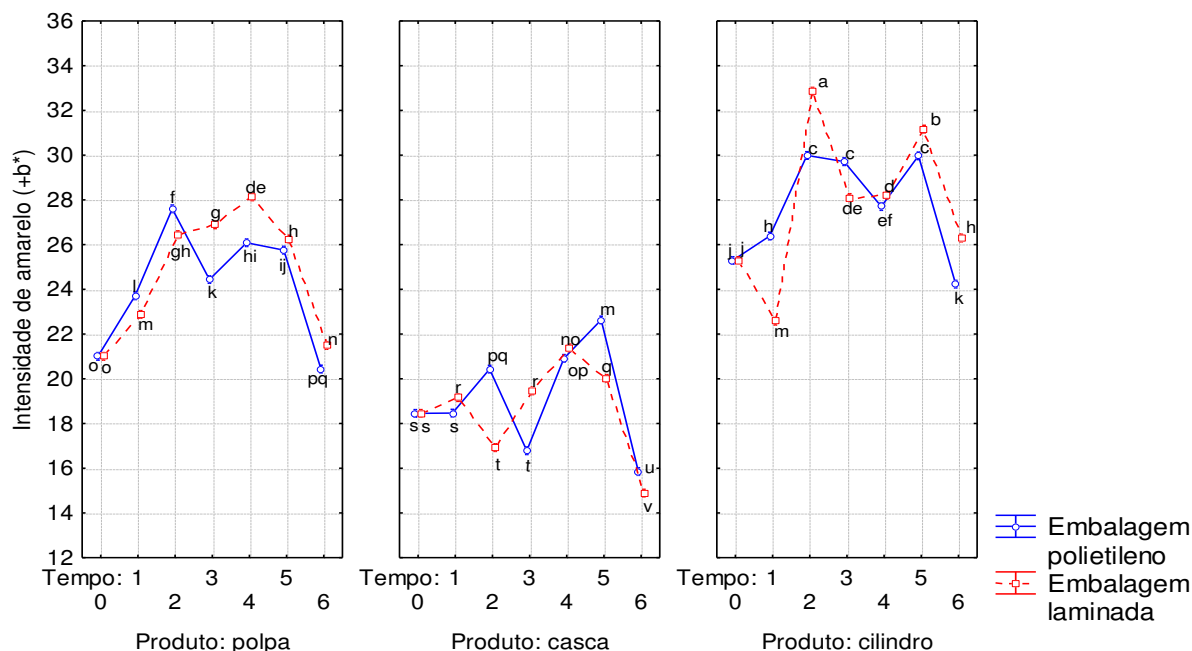 Intensidade de amarelo (+b*)
36
34
32
30
28
26
24
22
20
18
16
14
12
o
o
l
m
f
gh
k
g
hi
de
ij
h
pq
n
s
s
s
r
pq
t
t
r
op
no
m
q
u
v
j
j
h
m
c
a
c
de
ef
d
c
b
k
h
Tempo: 1 3 5
0 2 4 6
Produto: polpa
Tempo: 1 3 5
0 2 4 6
Produto: casca
Tempo: 1 3 5
0 2 4 6
Produto: cilindro
Embalagem
polietileno
Embalagem
laminada